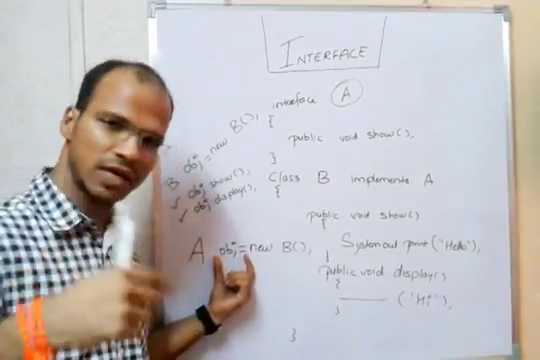 INTERFACE
interface A
{
public void show();
}
Class B implements A
{
public void show()
{
System.out.print("Hello");
}
public void display()
{
("Hi");
}
}
B obj = new B();
✓ obj.show();
✓ obj.display();
A obj = new B();